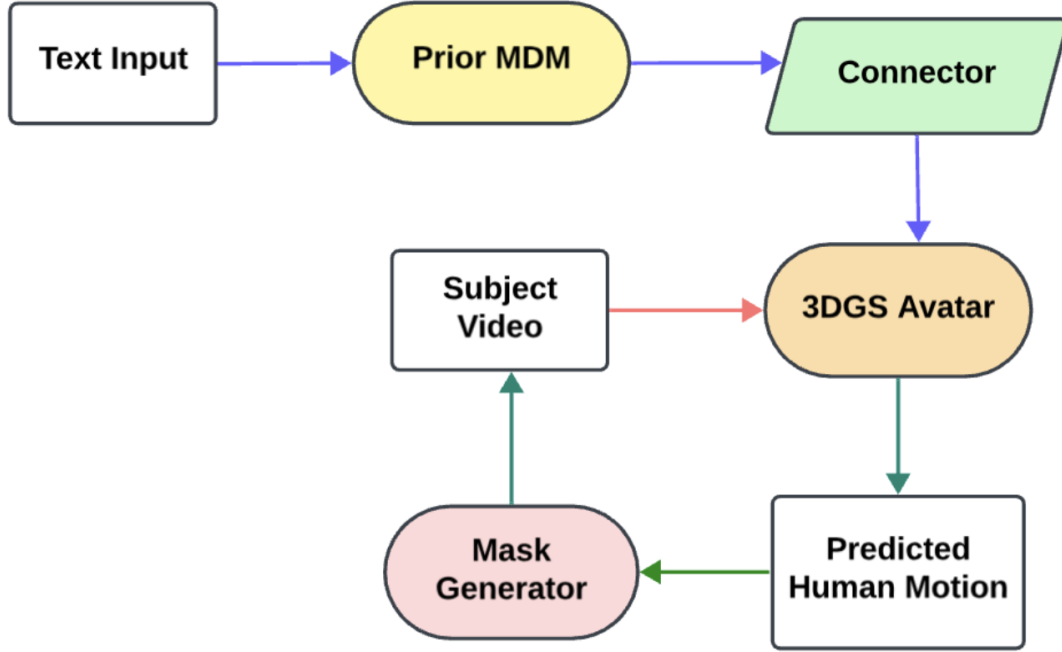 Text Input
Prior MDM
Connector
Subject
Video
3DGS Avatar
Mask
Generator
Predicted
Human Motion